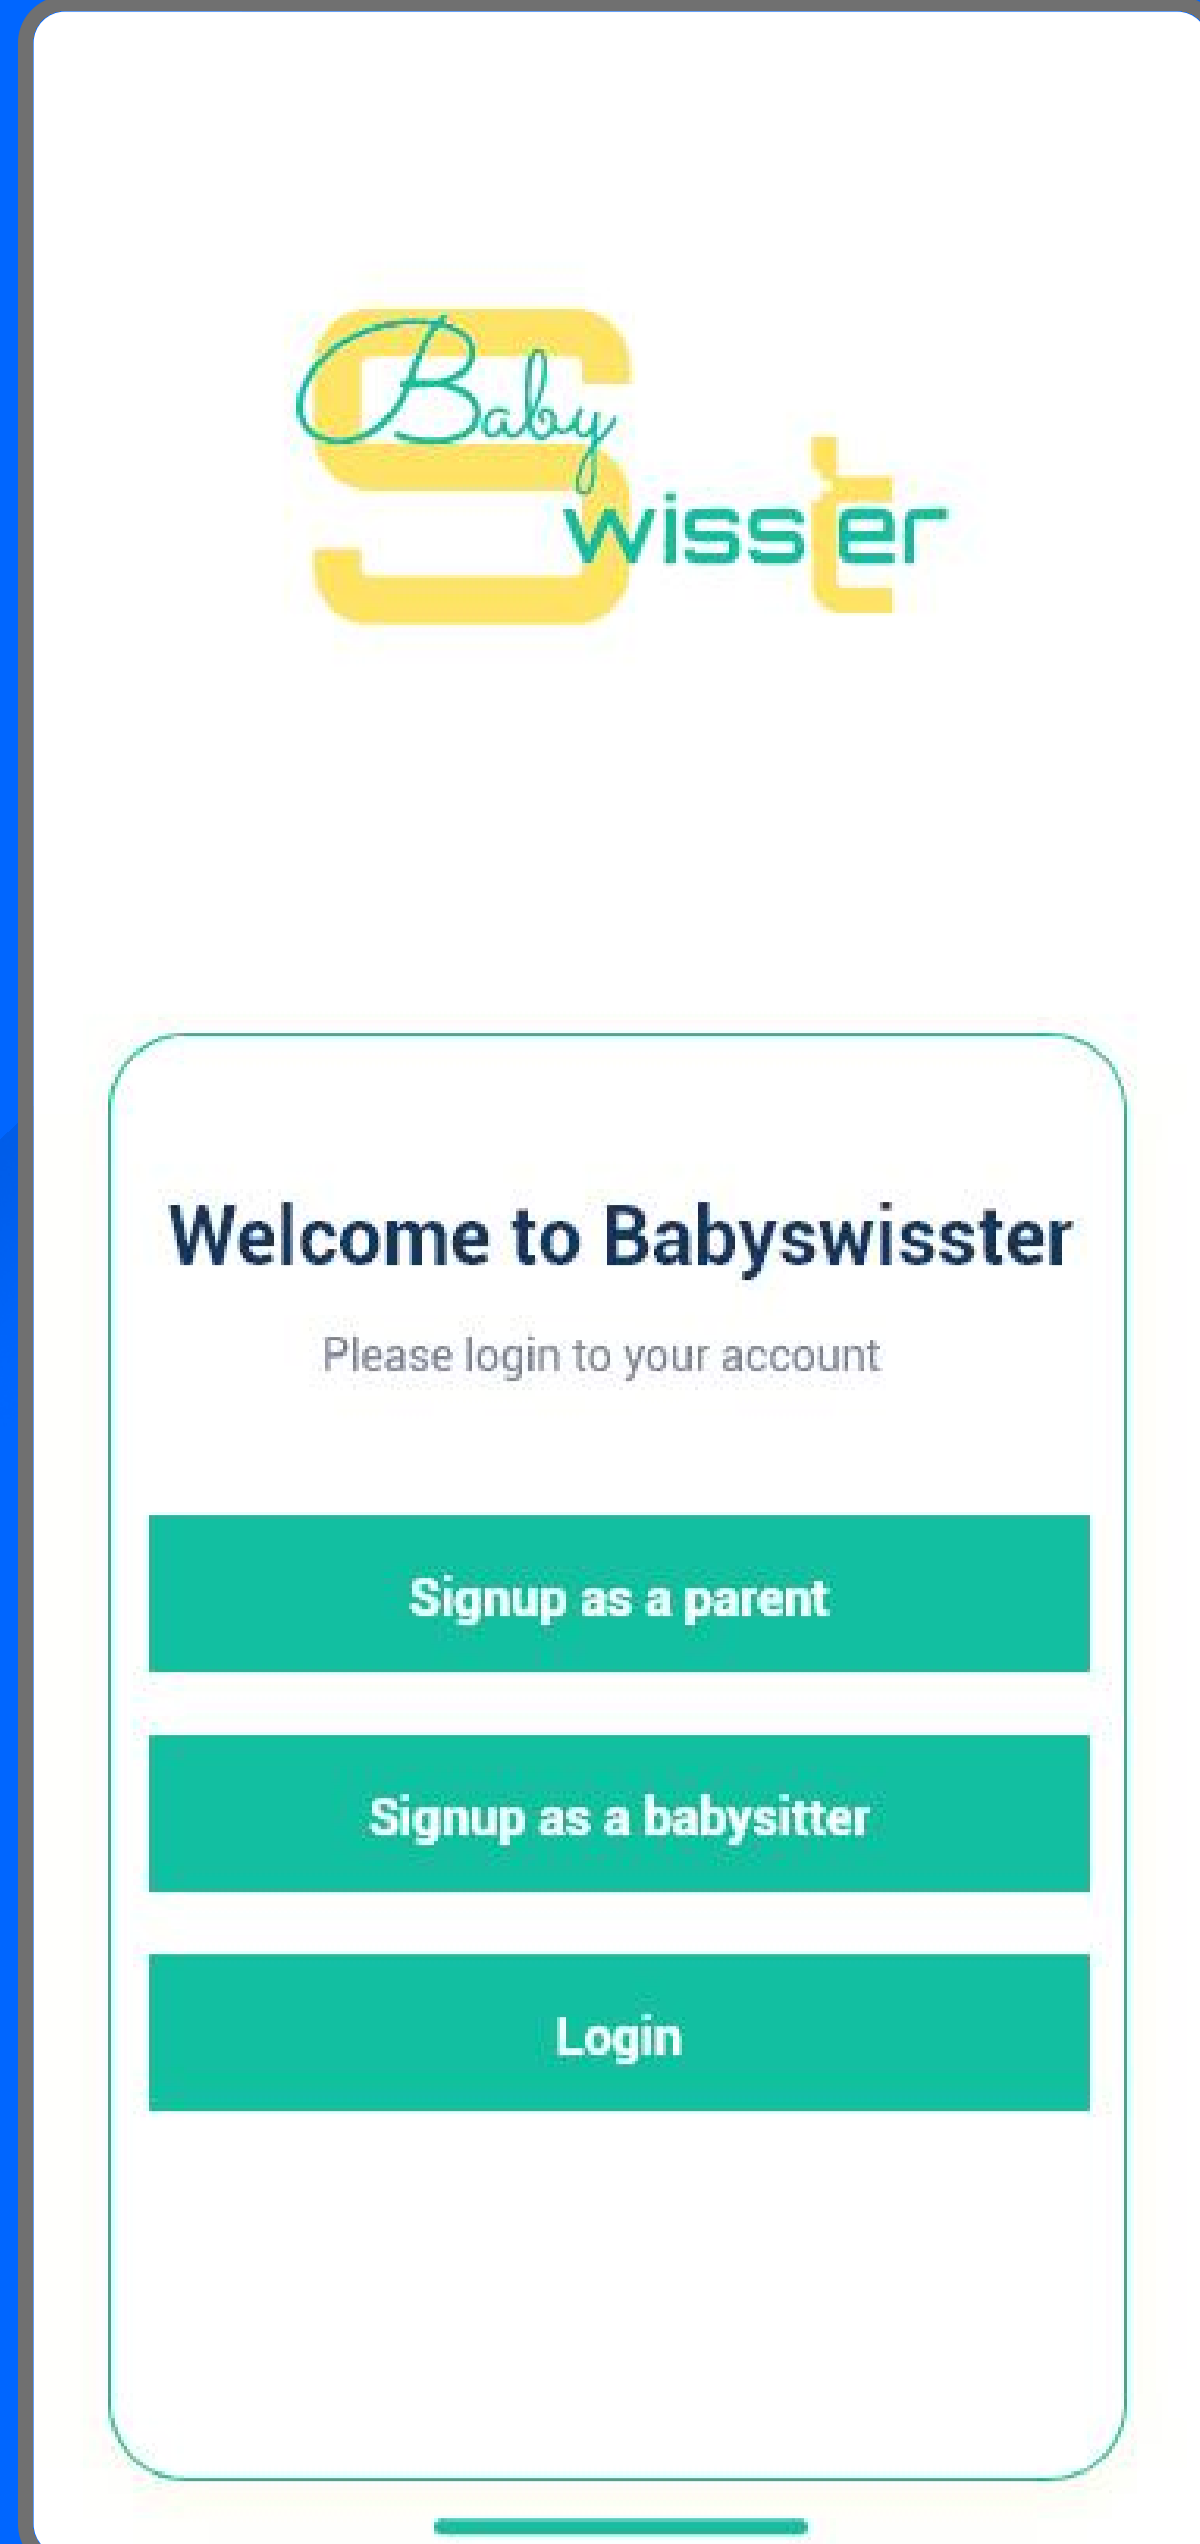 Baby
Swisster
Welcome to Babyswisster
Please login to your account
Signup as a parent
Signup as a babysitter
Login